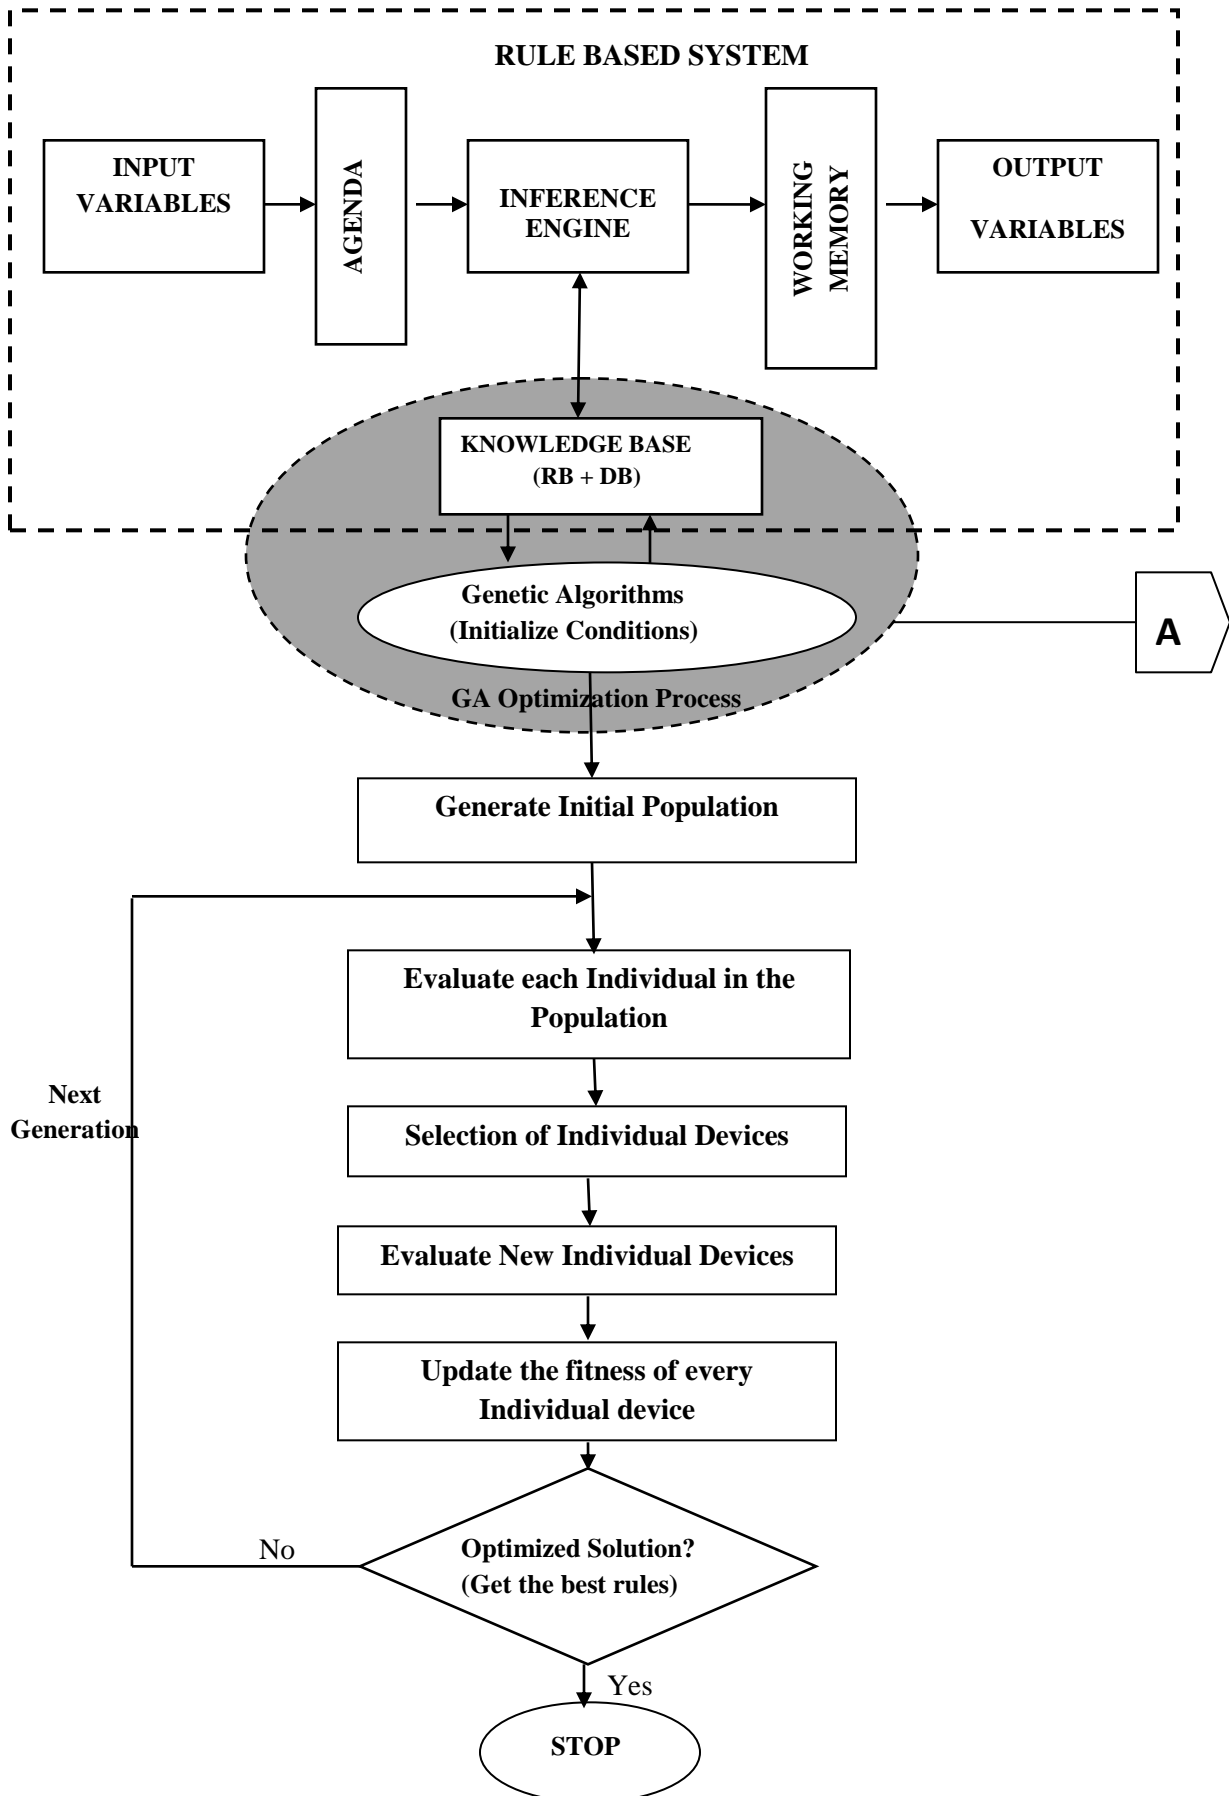 RULE BASED SYSTEM
INPUT
VARIABLES
AGENDA
INFERENCE
ENGINE
WORKING
MEMORY
OUTPUT
VARIABLES
KNOWLEDGE BASE
(RB + DB)
Genetic Algorithms
(Initialize Conditions)
A
GA Optimization Process
Generate Initial Population
Evaluate each Individual in the
Population
Next
Generation
Selection of Individual Devices
Evaluate New Individual Devices
Update the fitness of every
Individual device
No
Optimized Solution?
(Get the best rules)
Yes
STOP